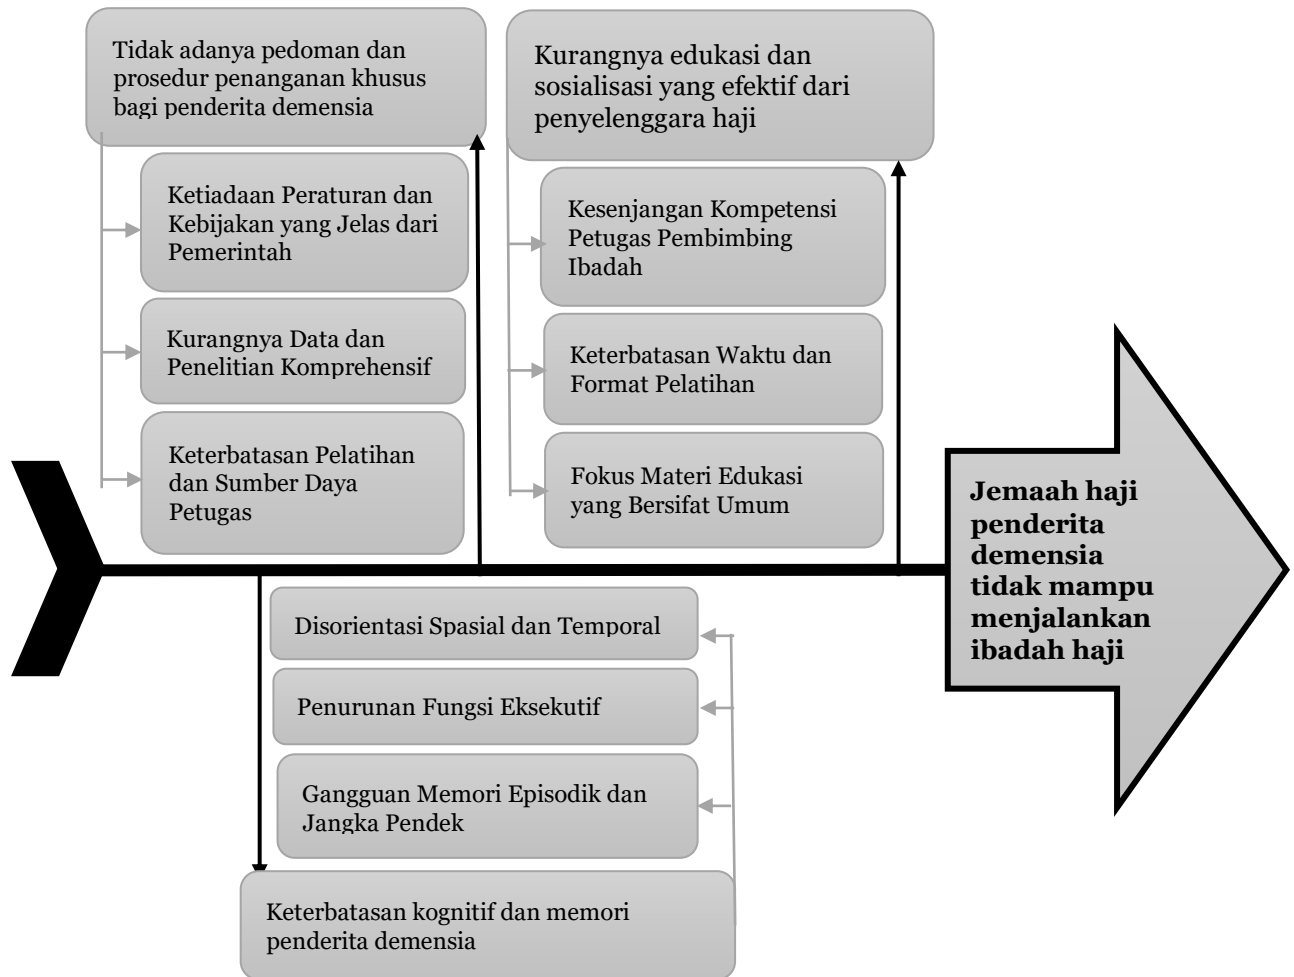 Tidak adanya pedoman dan
prosedur penanganan khusus
bagi penderita demensia
Ketiadaan Peraturan dan
Kebijakan yang Jelas dari
Pemerintah
Kurangnya Data dan
Penelitian Komprehensif
Keterbatasan Pelatihan
dan Sumber Daya
Petugas
Kurangnya edukasi dan
sosialisasi yang efektif dari
penyelenggara haji
Kesenjangan Kompetensi
Petugas Pembimbing
Ibadah
Keterbatasan Waktu dan
Format Pelatihan
Fokus Materi Edukasi
yang Bersifat Umum
Jemaah haji
penderita
demensia
tidak mampu
menjalankan
ibadah haji
Disorientasi Spasial dan Temporal
Penurunan Fungsi Eksekutif
Gangguan Memori Episodik dan
Jangka Pendek
Keterbatasan kognitif dan memori
penderita demensia